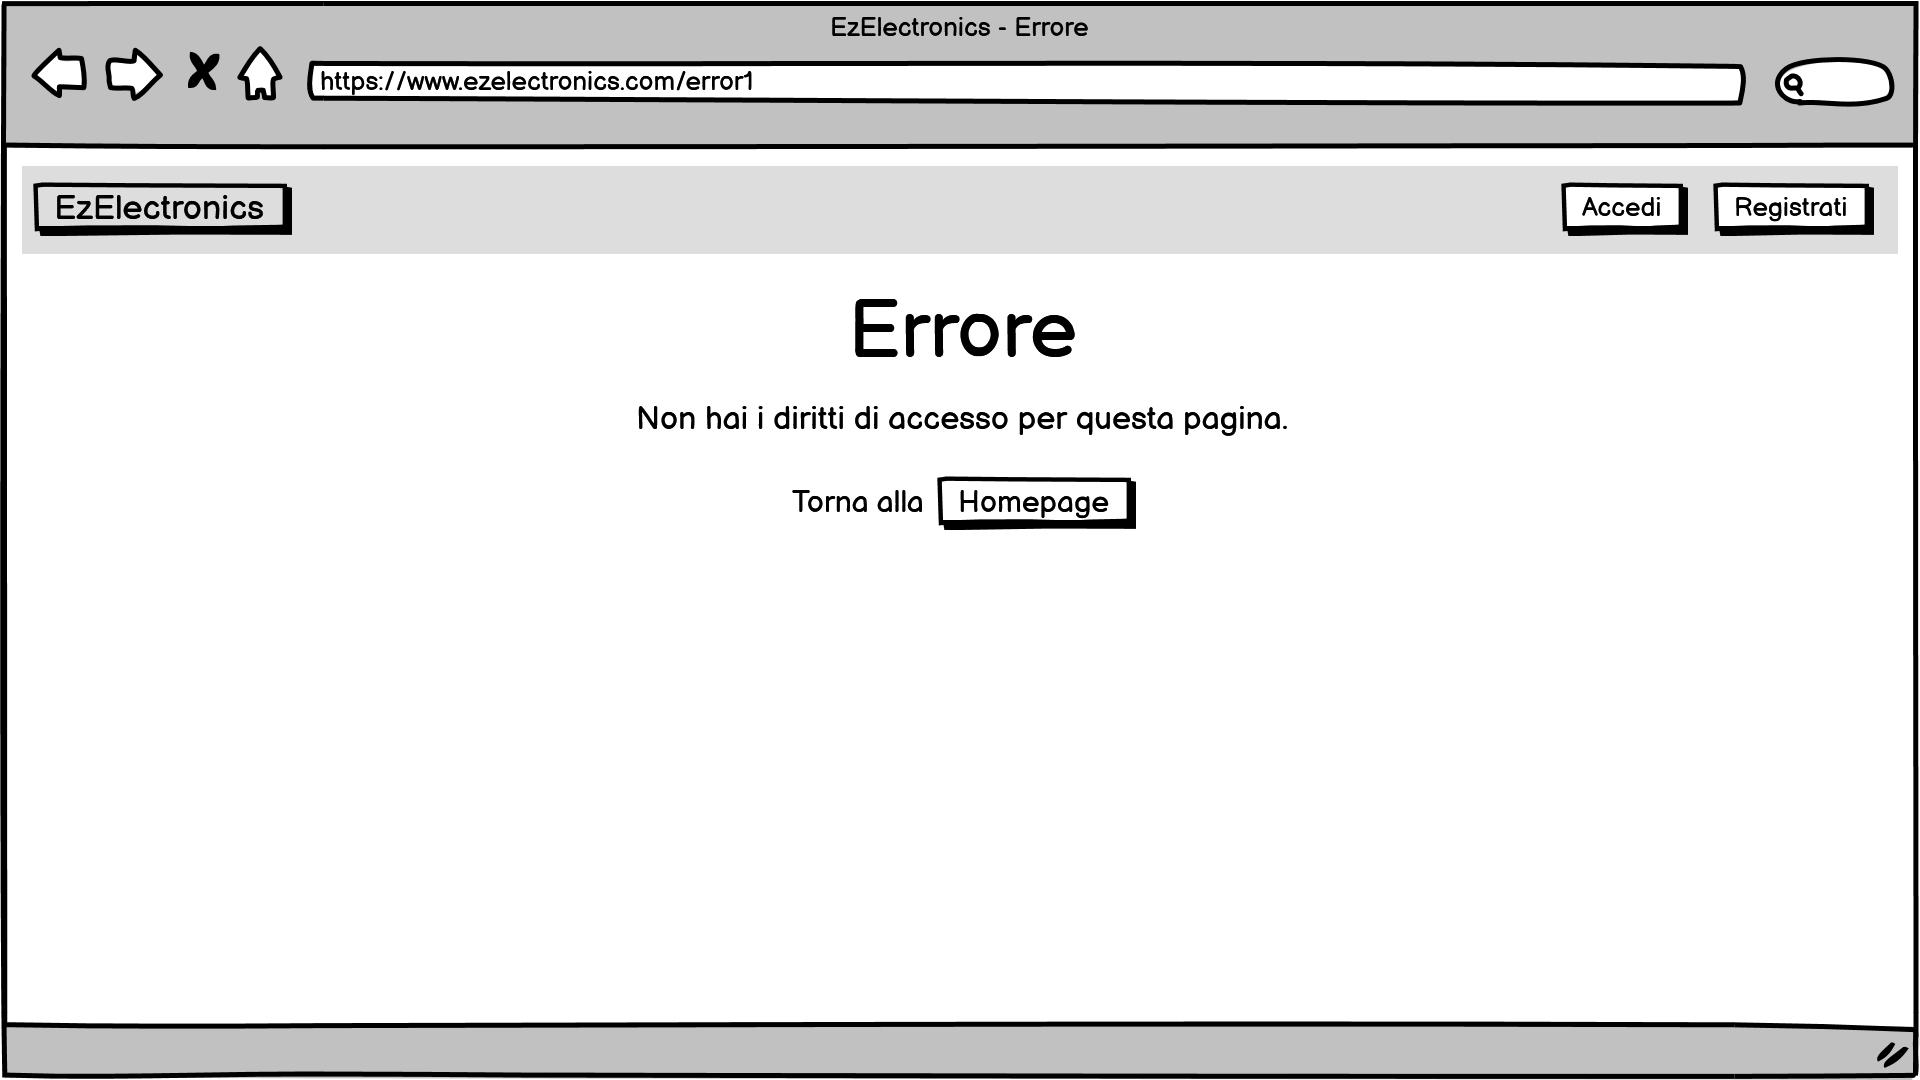 EzElectronics - Errore
https://www.ezelectronics.com/error1
EzElectronics
Accedi
Registrati
Errore
Non hai i diritti di accesso per questa pagina.
Torna alla Homepage